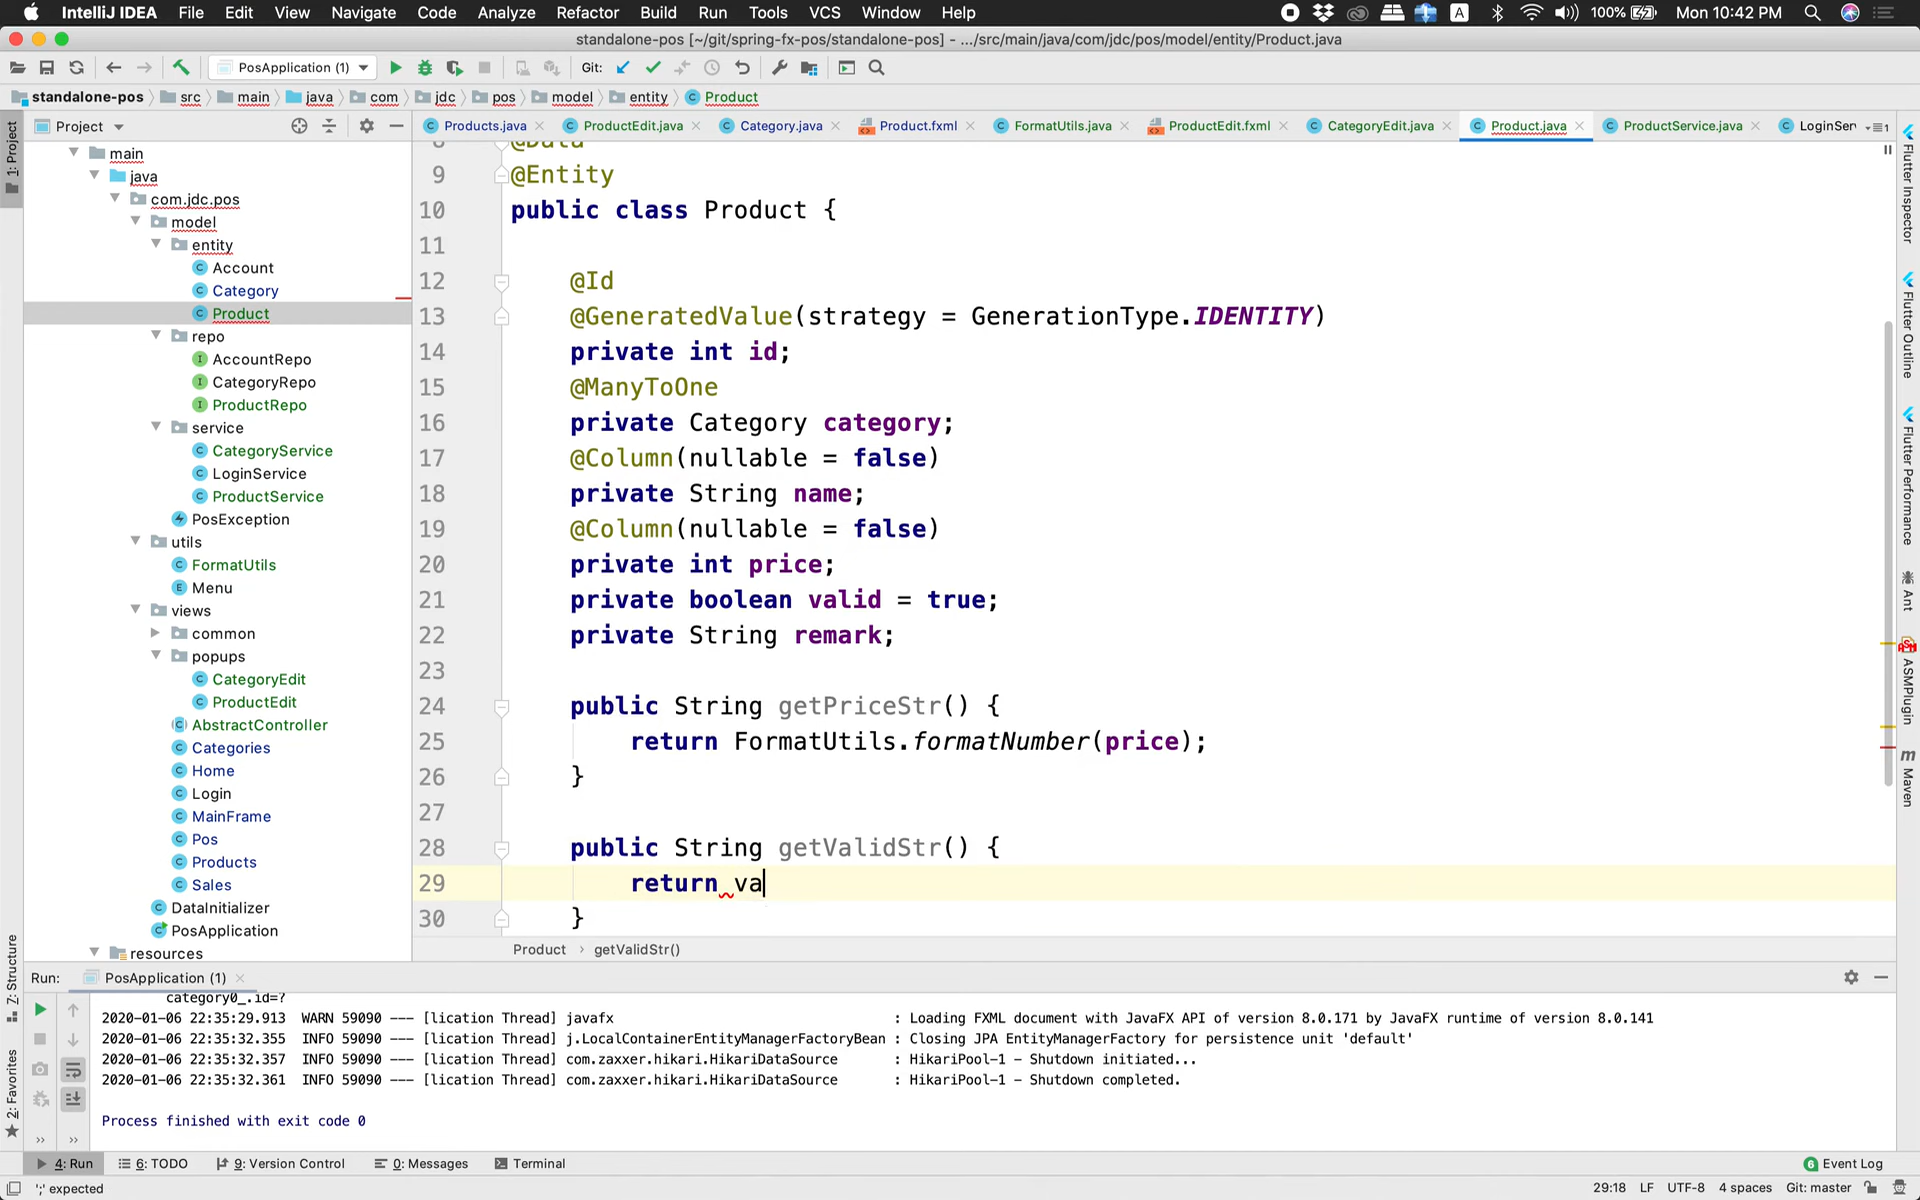 IntelliJ IDEA File Edit View Navigate Code Analyze Refactor Build Run Tools VCS Window Help A 100% Mon 10:42 PM
standalone-pos [~/git/spring-fx-pos/standalone-pos] - .../src/main/java/com/jdc/pos/model/entity/Product.java
PosApplication (1) Git:
standalone-pos src main java com jdc pos model entity Product
Project
Products.java ProductEdit.java Category.java Product.fxml FormatUtils.java ProductEdit.fxml CategoryEdit.java Product.java ProductService.java LoginSer
1: Project
main
java
com.jdc.pos
model
entity
Account
Category
Product
repo
AccountRepo
CategoryRepo
ProductRepo
service
CategoryService
LoginService
ProductService
PosException
utils
FormatUtils
Menu
views
common
popups
CategoryEdit
ProductEdit
AbstractController
Categories
Home
Login
MainFrame
Pos
Products
Sales
DataInitializer
PosApplication
resources
8 @Data
9 @Entity
10 public class Product {
11
12 @Id
13 @GeneratedValue(strategy = GenerationType.IDENTITY)
14 private int id;
15 @ManyToOne
16 private Category category;
17 @Column(nullable = false)
18 private String name;
19 @Column(nullable = false)
20 private int price;
21 private boolean valid = true;
22 private String remark;
23
24 public String getPriceStr() {
25 return FormatUtils.formatNumber(price);
26 }
27
28 public String getValidStr() {
29 return va
30 }
Product › getValidStr()
Flutter Inspector
Flutter Outline
Flutter Performance
Ant
ASMPlugin
Maven
Z: Structure
2: Favorites
Run: PosApplication (1)
category0_.id=?
2020-01-06 22:35:29.913 WARN 59090 --- [lication Thread] javafx : Loading FXML document with JavaFX API of version 8.0.171 by JavaFX runtime of version 8.0.141
2020-01-06 22:35:32.355 INFO 59090 --- [lication Thread] j.LocalContainerEntityManagerFactoryBean : Closing JPA EntityManagerFactory for persistence unit 'default'
2020-01-06 22:35:32.357 INFO 59090 --- [lication Thread] com.zaxxer.hikari.HikariDataSource : HikariPool-1 - Shutdown initiated...
2020-01-06 22:35:32.361 INFO 59090 --- [lication Thread] com.zaxxer.hikari.HikariDataSource : HikariPool-1 - Shutdown completed.
Process finished with exit code 0
4: Run 6: TODO 9: Version Control 0: Messages Terminal 6 Event Log
';' expected 29:18 LF UTF-8 4 spaces Git: master